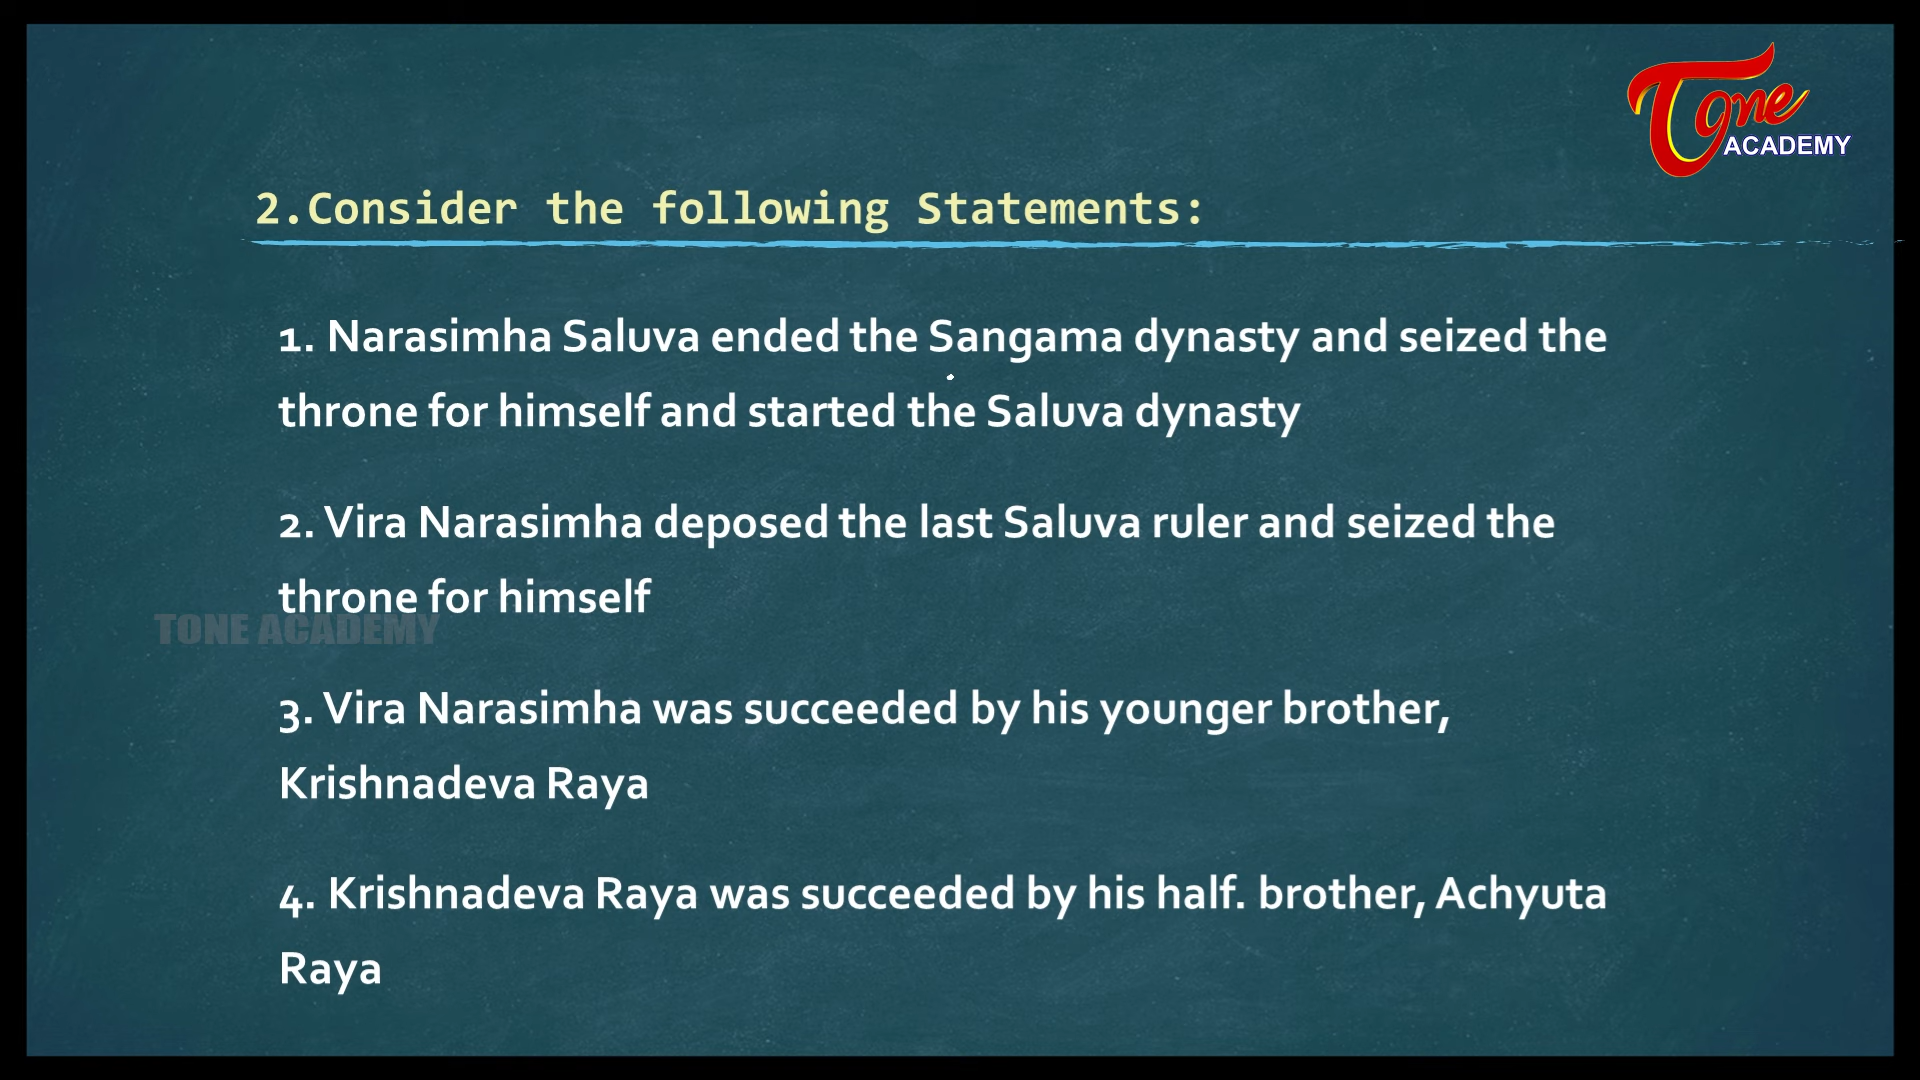 Tone
ACADEMY
2.Consider the following Statements:
1. Narasimha Saluva ended the Sangama dynasty and seized the
throne for himself and started the Saluva dynasty
2. Vira Narasimha deposed the last Saluva ruler and seized the
throne for himself
TONE ACADEMY
3. Vira Narasimha was succeeded by his younger brother,
Krishnadeva Raya
4. Krishnadeva Raya was succeeded by his half. brother, Achyuta
Raya